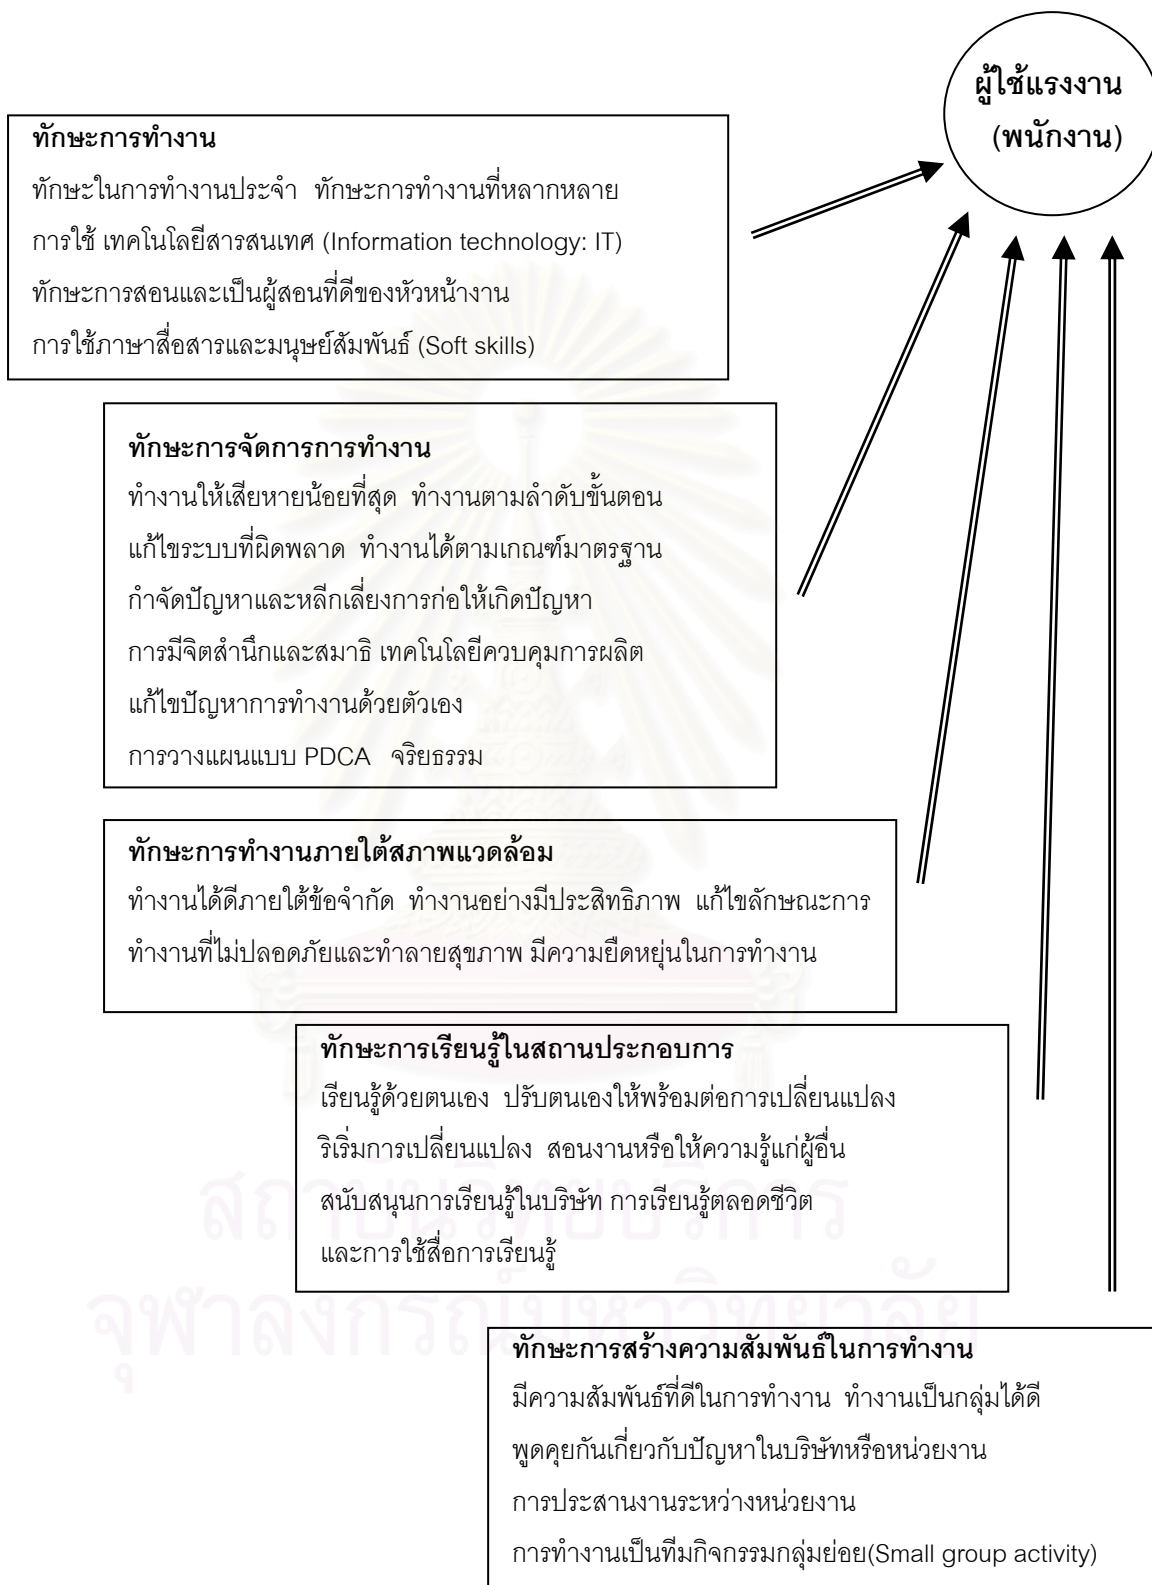 ผู้ใช้แรงงาน
(พนักงาน)
ทักษะการทำงาน
ทักษะในการทำงานประจำ ทักษะการทำงานที่หลากหลาย
การใช้ เทคโนโลยีสารสนเทศ (Information technology: IT)
ทักษะการสอนและเป็นผู้สอนที่ดีของหัวหน้างาน
การใช้ภาษาสื่อสารและมนุษย์สัมพันธ์ (Soft skills)
ทักษะการจัดการการทำงาน
ทำงานให้เสียหายน้อยที่สุด ทำงานตามลำดับขั้นตอน
แก้ไขระบบที่ผิดพลาด ทำงานได้ตามเกณฑ์มาตรฐาน
กำจัดปัญหาและหลีกเลี่ยงการก่อให้เกิดปัญหา
การมีจิตสำนึกและสมาธิ เทคโนโลยีควบคุมการผลิต
แก้ไขปัญหาการทำงานด้วยตัวเอง
การวางแผนแบบ PDCA จริยธรรม
ทักษะการทำงานภายใต้สภาพแวดล้อม
ทำงานได้ดีภายใต้ข้อจำกัด ทำงานอย่างมีประสิทธิภาพ แก้ไขลักษณะการ
ทำงานที่ไม่ปลอดภัยและทำลายสุขภาพ มีความยืดหยุ่นในการทำงาน
ทักษะการเรียนรู้ในสถานประกอบการ
เรียนรู้ด้วยตนเอง ปรับตนเองให้พร้อมต่อการเปลี่ยนแปลง
ริเริ่มการเปลี่ยนแปลง สอนงานหรือให้ความรู้แก่ผู้อื่น
สนับสนุนการเรียนรู้ในบริษัท การเรียนรู้ตลอดชีวิต
และการใช้สื่อการเรียนรู้
สถาบันวิทยบริการ
จุฬาลงกรณ์มหาวิทยาลัย
ทักษะการสร้างความสัมพันธ์ในการทำงาน
มีความสัมพันธ์ที่ดีในการทำงาน ทำงานเป็นกลุ่มได้ดี
พูดคุยกันเกี่ยวกับปัญหาในบริษัทหรือหน่วยงาน
การประสานงานระหว่างหน่วยงาน
การทำงานเป็นทีมกิจกรรมกลุ่มย่อย(Small group activity)